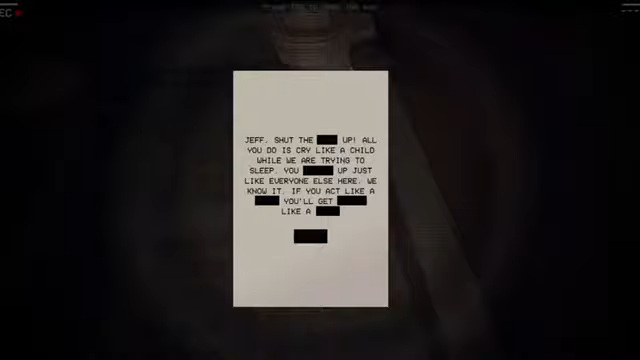 EC
JEFF. SHUT THE UP! ALL
YOU DO IS CRY LIKE A CHILD
WHILE WE ARE TRYING TO
SLEEP. YOU UP JUST
LIKE EVERYONE ELSE HERE. WE
KNOW IT. IF YOU ACT LIKE A
YOU'LL GET
LIKE A